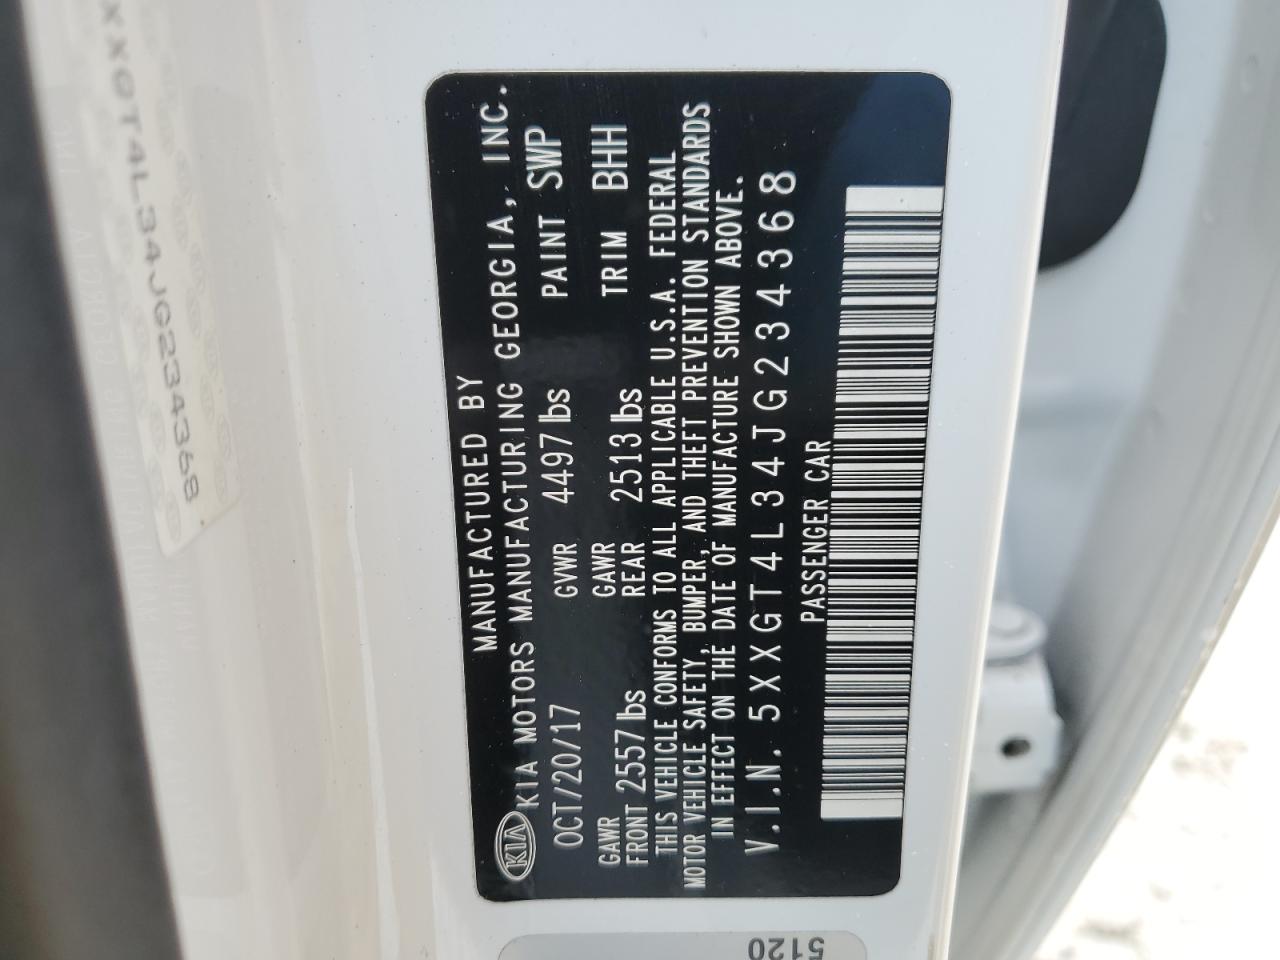 MANUFACTURED BY
KIA KIA MOTORS MANUFACTURING GEORGIA, INC.
OCT/20/17 GVWR 4497 lbs PAINT SWP
GAWR FRONT 2557 lbs GAWR REAR 2513 lbs TRIM BHH
THIS VEHICLE CONFORMS TO ALL APPLICABLE U.S.A. FEDERAL
MOTOR VEHICLE SAFETY, BUMPER, AND THEFT PREVENTION STANDARDS
IN EFFECT ON THE DATE OF MANUFACTURE SHOWN ABOVE.
V.I.N. 5XXGT4L34JG234368
PASSENGER CAR
XXGT4L34JG234368
5120